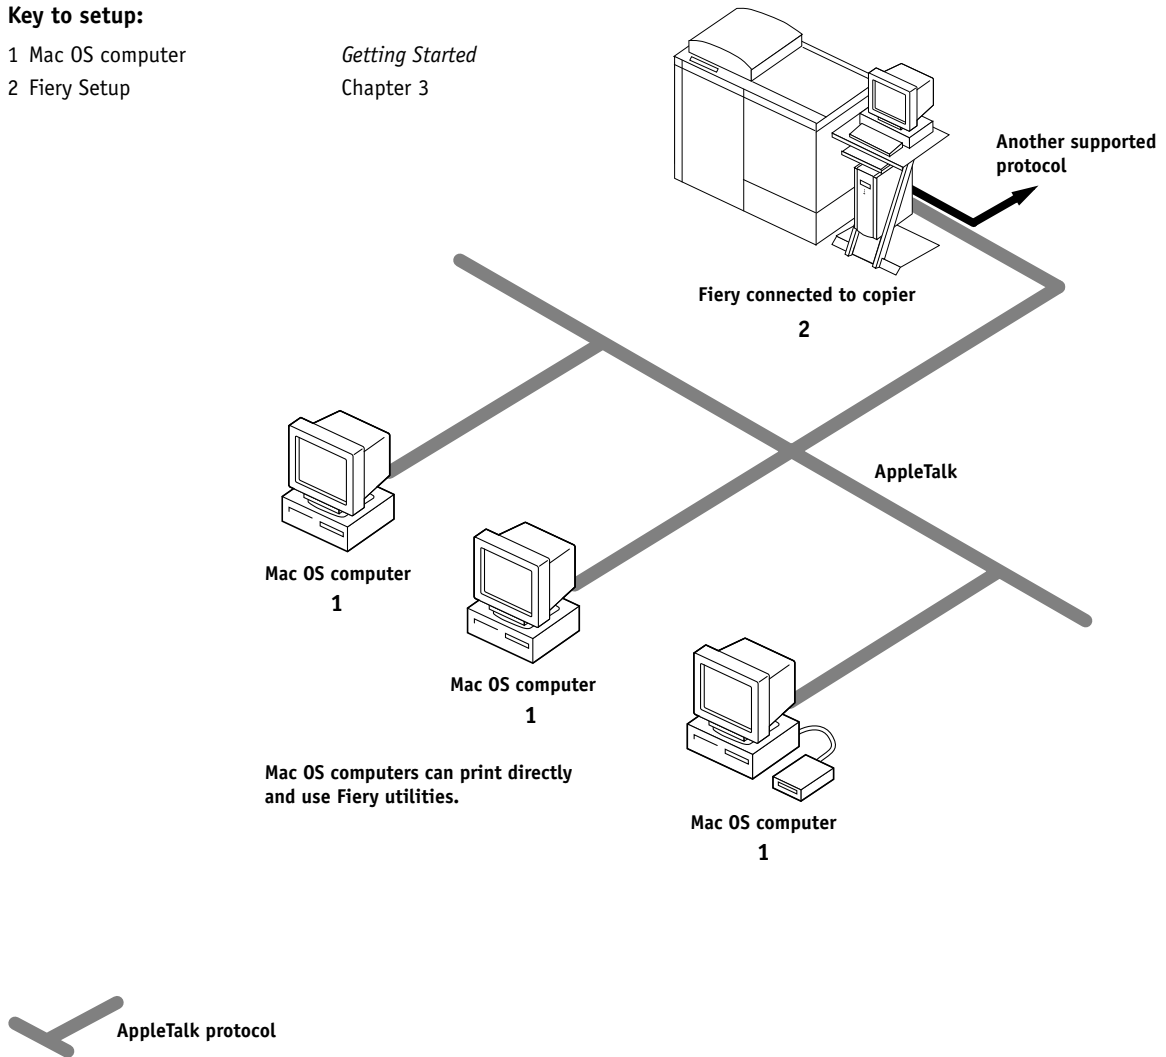 Key to setup:
1 Mac OS computer Getting Started
2 Fiery Setup Chapter 3
Another supported
protocol
Fiery connected to copier
2
AppleTalk
Mac OS computer
1
Mac OS computer
1
Mac OS computers can print directly
and use Fiery utilities.
Mac OS computer
1
AppleTalk protocol